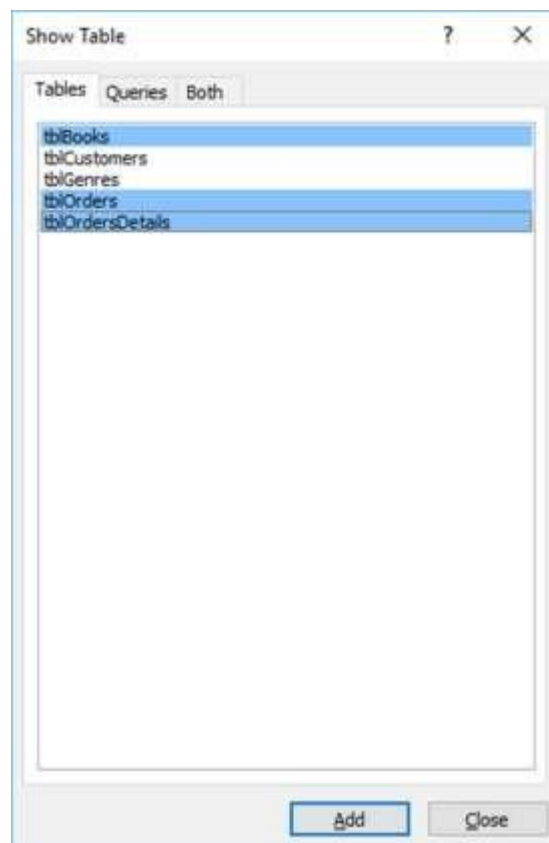 Show Table ? ×
Tables Queries Both
tblBooks
tblCustomers
tblGenres
tblOrders
tblOrdersDetails
Add Close